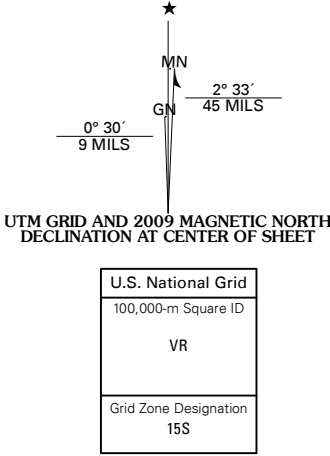 ★
MN
GN
2° 33´
45 MILS
0° 30´
9 MILS
UTM GRID AND 2009 MAGNETIC NORTH
DECLINATION AT CENTER OF SHEET
U.S. National Grid
100,000-m Square ID
VR
Grid Zone Designation
15S